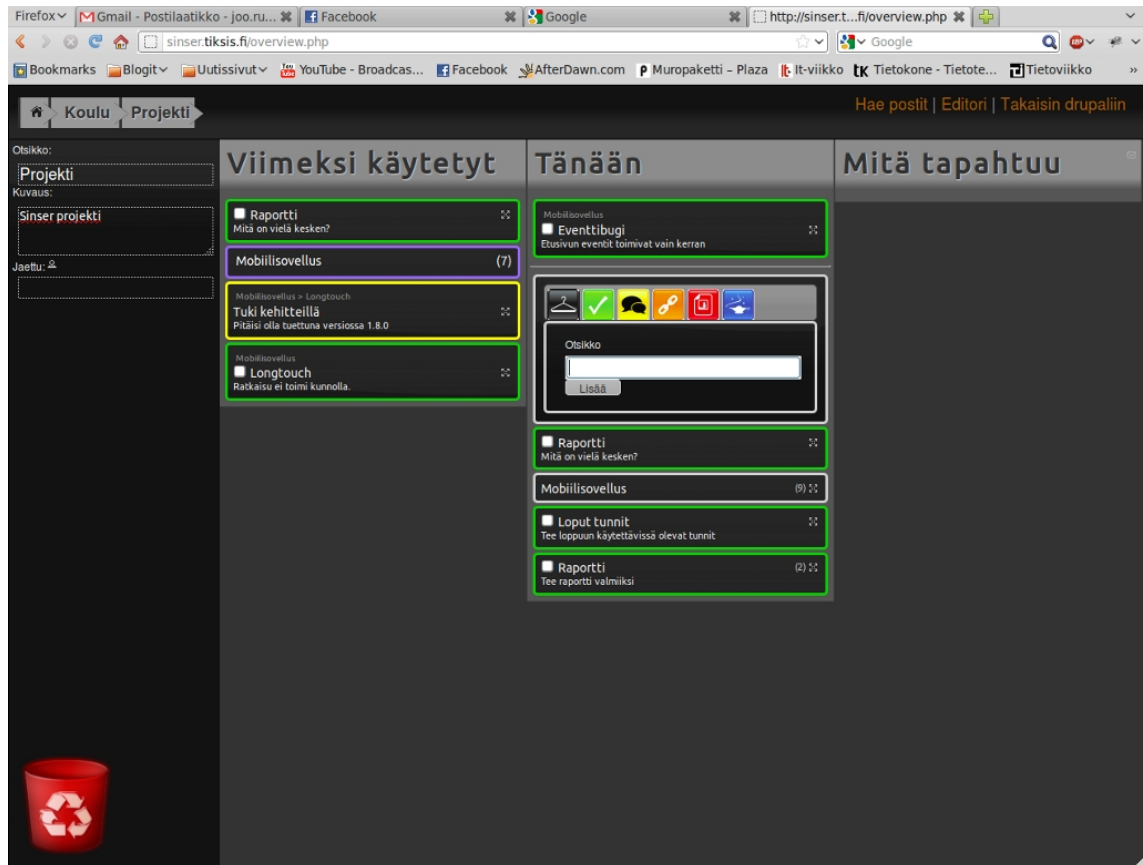 Firefox
Gmail - Postilaatikko - joo.ru...
Facebook
Google
http://sinser.t...fi/overview.php
sinser.tiksis.fi/overview.php
Google
Bookmarks
Blogit
Uutissivut
YouTube - Broadcas...
Facebook
AfterDawn.com
Muropaketti – Plaza
It-viikko
Tietokone - Tietote...
Tietoviikko
»
Koulu
Projekti
Hae postit | Editori | Takaisin drupaliin
Otsikko:
Projekti
Kuvaus:
Sinser projekti
Jaettu:
Viimeksi käytetyt
Raportti
Mitä on vielä kesken?
Mobiilisovellus (7)
Mobiilisovellus > Longtouch
Tuki kehitteillä
Pitäisi olla tuettuna versiossa 1.8.0
Mobiilisovellus
Longtouch
Ratkaisu ei toimi kunnolla.
Tänään
Mobiilisovellus
Eventtibugi
Etusivun eventit toimivat vain kerran
Otsikko
Lisää
Raportti
Mitä on vielä kesken?
Mobiilisovellus (9)
Loput tunnit
Tee loppuun käytettävissä olevat tunnit
Raportti (2)
Tee raportti valmiiksi
Mitä tapahtuu